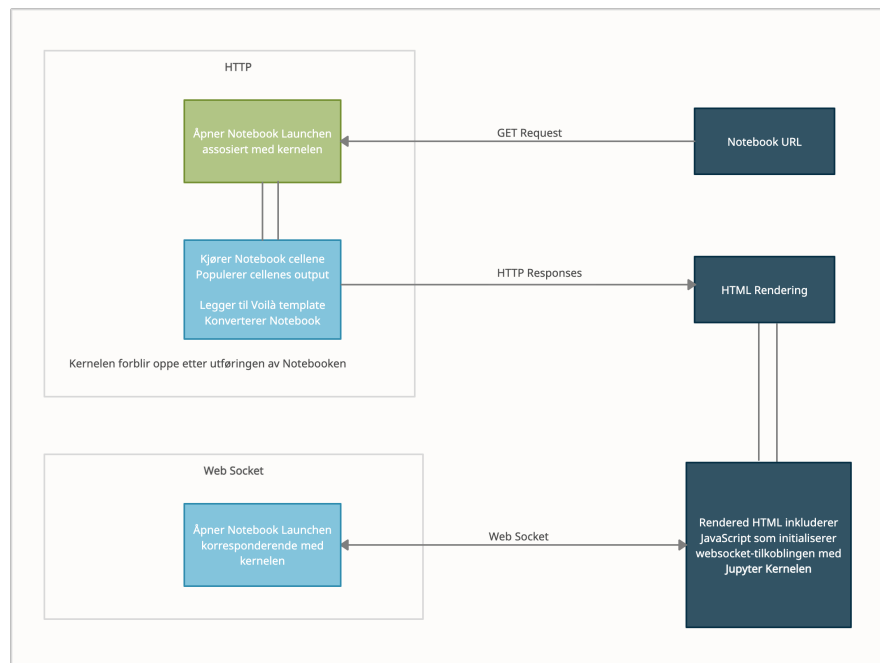 HTTP
Åpner Notebook Launchen
assosiert med kernelen
GET Request
Notebook URL
Kjører Notebook cellene
Populerer cellenes output
Legger til Voilà template
Konverterer Notebook
HTTP Responses
HTML Rendering
Kernelen forblir oppe etter utføringen av Notebooken
Web Socket
Åpner Notebook Launchen
korresponderende med
kernelen
Web Socket
Rendered HTML inkluderer
JavaScript som initialiserer
websocket-tilkoblingen med
Jupyter Kernelen